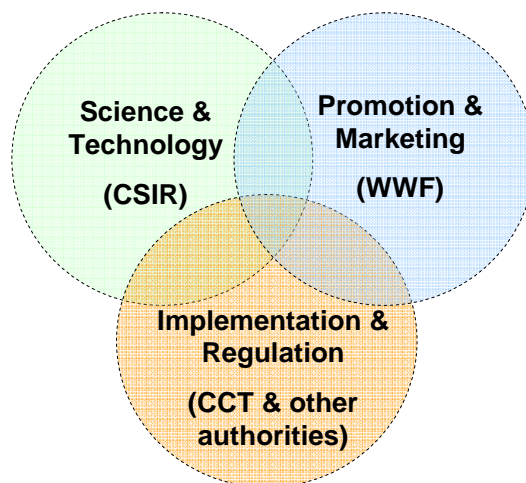 Science &
Technology
(CSIR)
Promotion &
Marketing
(WWF)
Implementation &
Regulation
(CCT & other
authorities)